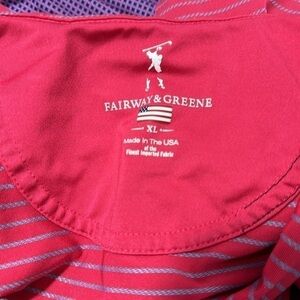 FAIRWAY & GREENE
XL
Made In The USA
of the
Finest Imported Fabric